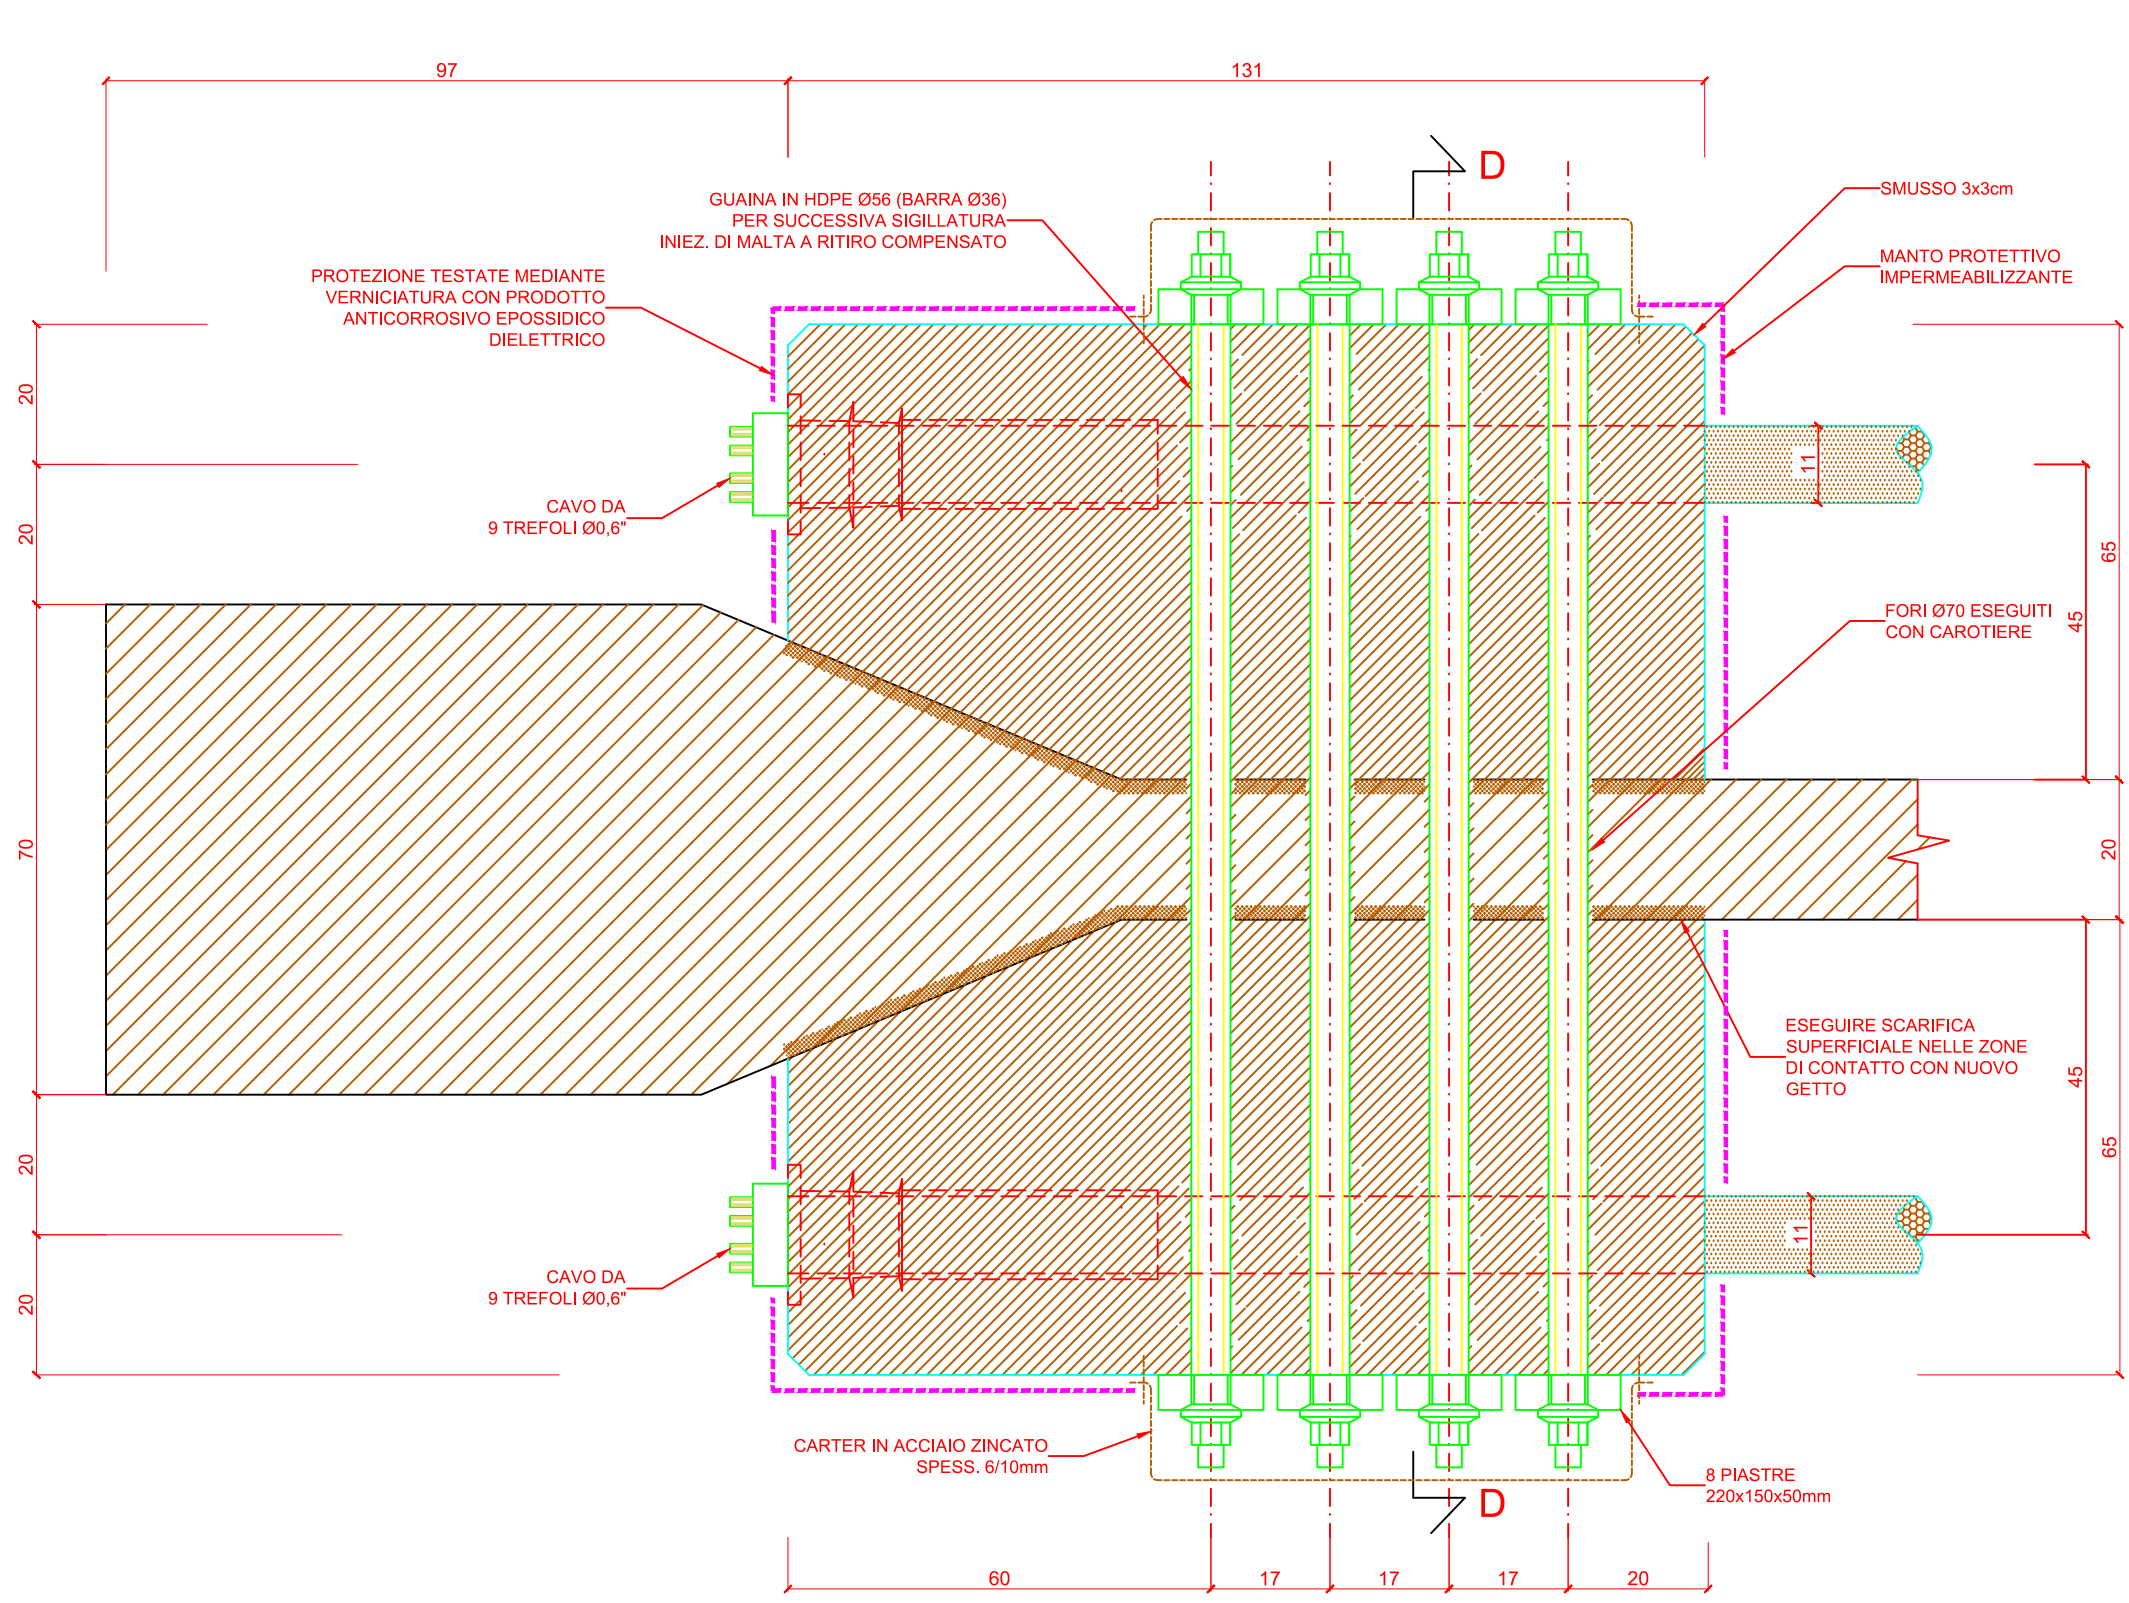 97
131
D
GUAINA IN HDPE Ø56 (BARRA Ø36)
PER SUCCESSIVA SIGILLATURA
INIEZ. DI MALTA A RITIRO COMPENSATO
SMUSSO 3x3cm
MANTO PROTETTIVO
IMPERMEABILIZZANTE
PROTEZIONE TESTATE MEDIANTE
VERNICIATURA CON PRODOTTO
ANTICORROSIVO EPOSSIDICO
DIELETTRICO
20
11
CAVO DA
9 TREFOLI Ø0,6"
20
65
45
FORI Ø70 ESEGUITI
CON CAROTIERE
70
20
ESEGUIRE SCARIFICA
SUPERFICIALE NELLE ZONE
DI CONTATTO CON NUOVO
GETTO
45
65
20
11
CAVO DA
9 TREFOLI Ø0,6"
20
CARTER IN ACCIAIO ZINCATO
SPESS. 6/10mm
8 PIASTRE
220x150x50mm
D
60
17
17
17
20